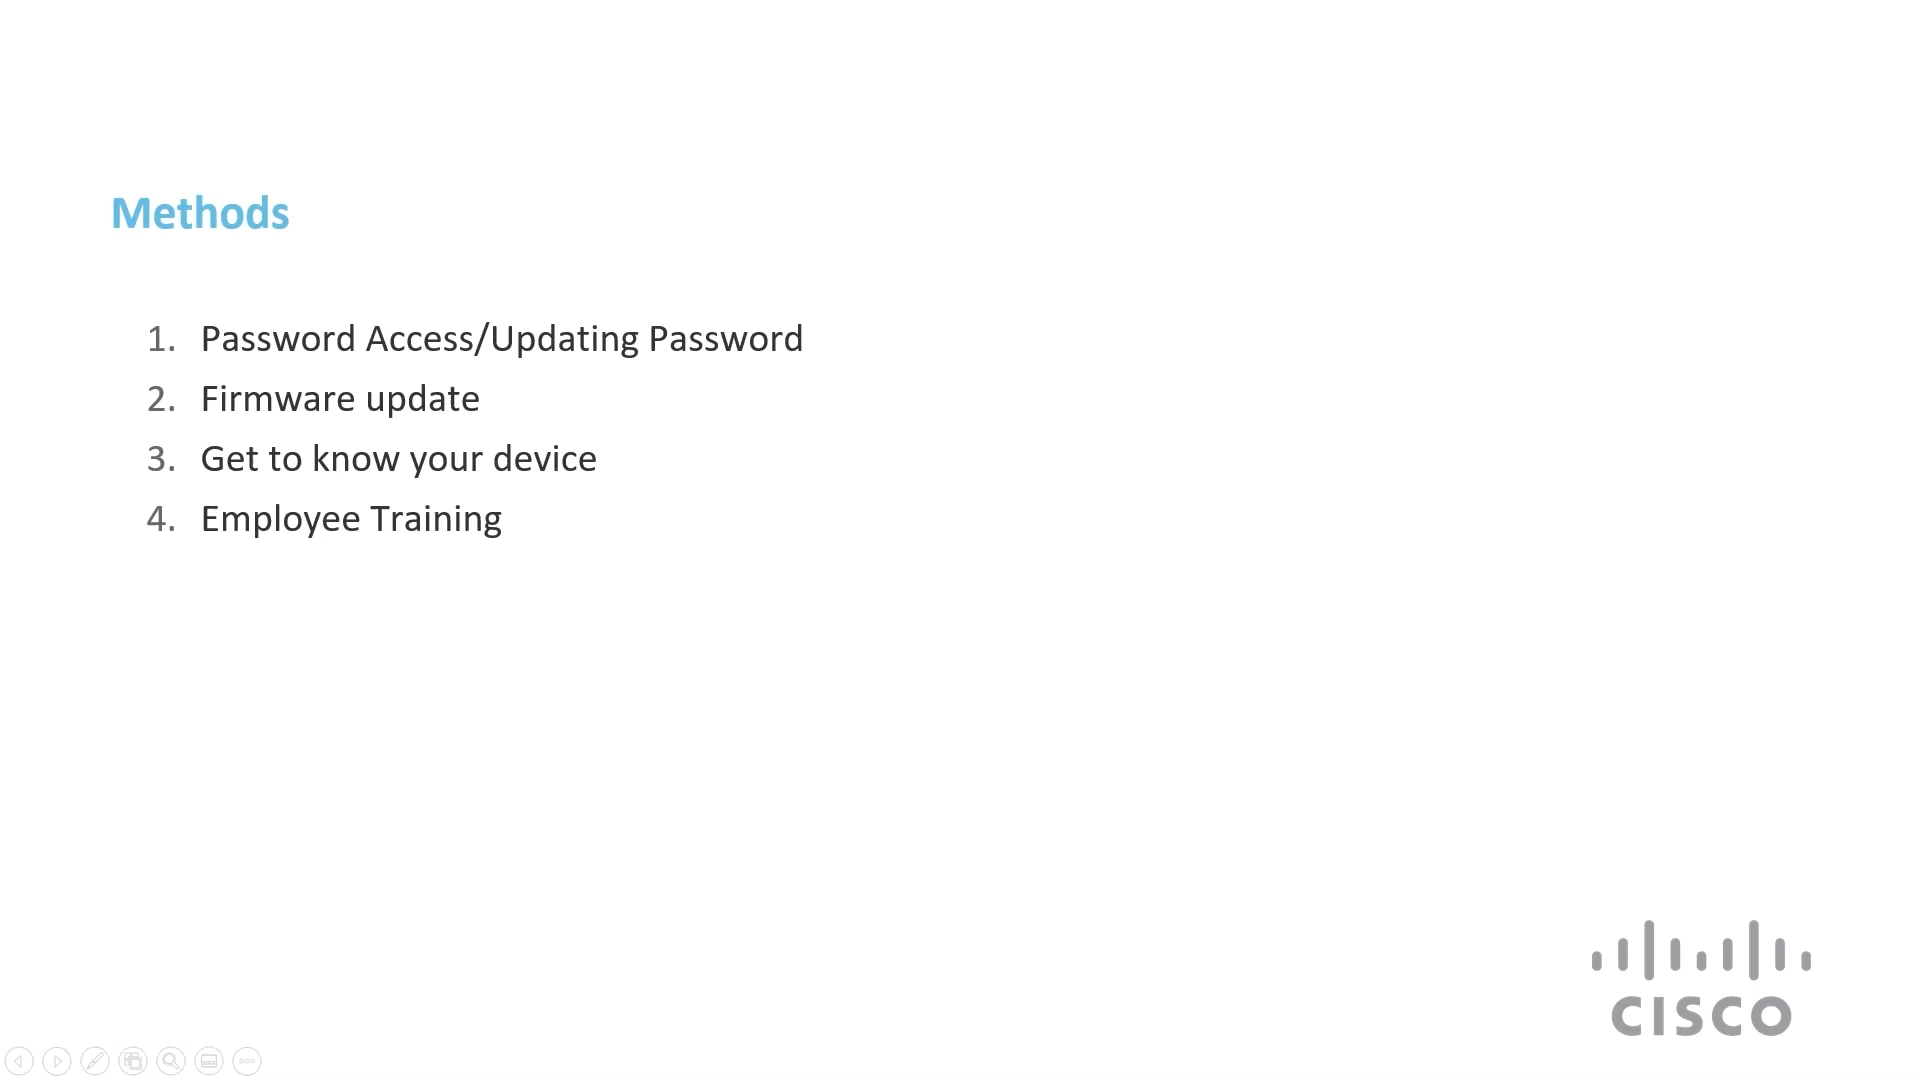 Methods
1. Password Access/Updating Password
2. Firmware update
3. Get to know your device
4. Employee Training
CISCO